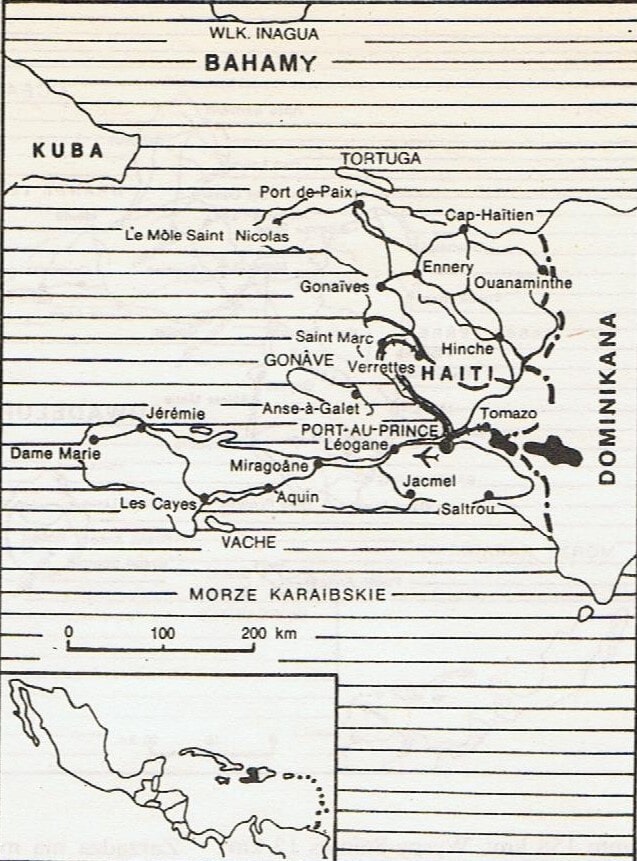 WLK. INAGUA
BAHAMY
KUBA
TORTUGA
Port de-Paix
Cap-Haïtien
Le Môle Saint Nicolas
Ennery
Ouanaminthe
Gonaïves
Saint Marc
Hinche
GONÂVE
Verrettes
HAITI
DOMINIKANA
Anse-à-Galet
Jérémie
Tomazo
PORT-AU-PRINCE
Léogane
Dame Marie
Miragoâne
Jacmel
Les Cayes
Aquin
Saltrou
VACHE
MORZE KARAIBSKIE
0 100 200 km